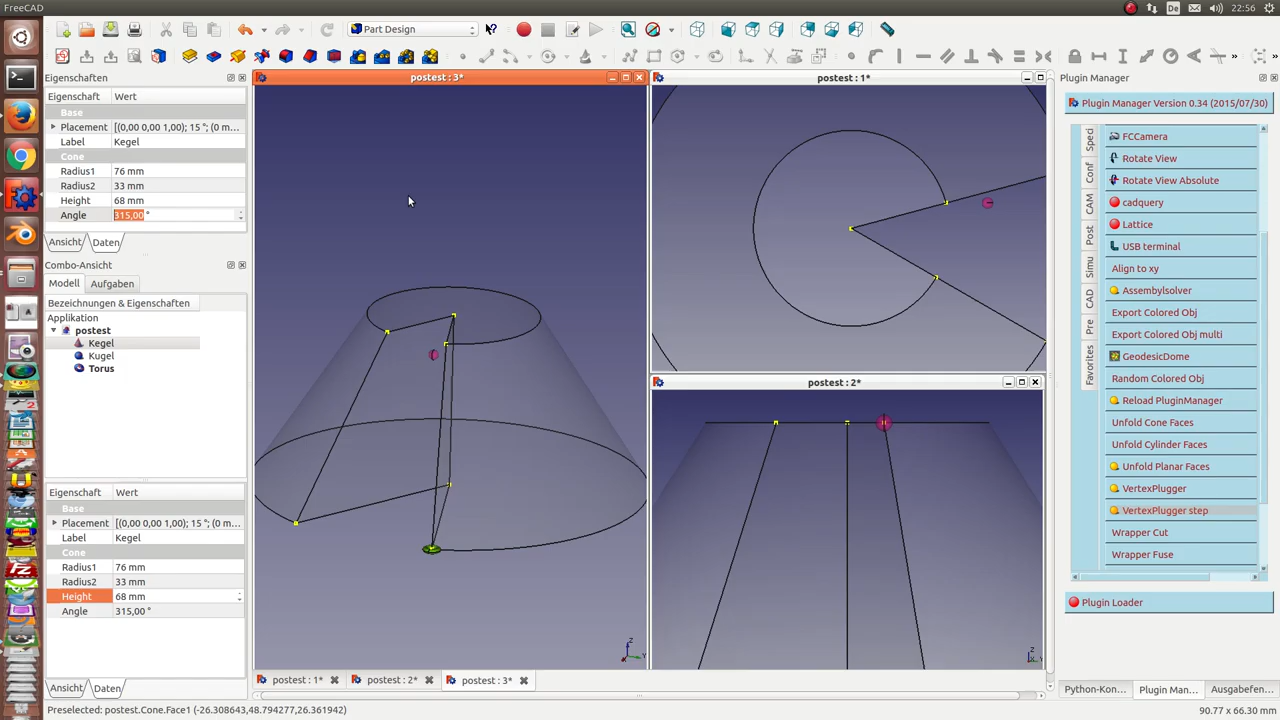 FreeCAD
De
22:56
Part Design
Eigenschaften
Eigenschaft Wert
Base
Placement [(0,00 0,00 1,00); 15 °; (0 m...
Label Kegel
Cone
Radius1 76 mm
Radius2 33 mm
Height 68 mm
Angle 315,00 °
Ansicht Daten
Combo-Ansicht
Modell Aufgaben
Bezeichnungen & Eigenschaften
Applikation
postest
Kegel
Kugel
Torus
Eigenschaft Wert
Base
Placement [(0,00 0,00 1,00); 15 °; (0 m...
Label Kegel
Cone
Radius1 76 mm
Radius2 33 mm
Height 68 mm
Angle 315,00 °
Ansicht Daten
postest : 3*
Z
Y
postest : 1*
postest : 2*
postest : 1* postest : 2* postest : 3*
Plugin Manager
Plugin Manager Version 0.34 (2015/07/30)
Speci
Conf
CAM
Post
Simu
CAD
Pre
Favorites
FCCamera
Rotate View
Rotate View Absolute
cadquery
Lattice
USB terminal
Align to xy
Assembylsolver
Export Colored Obj
Export Colored Obj multi
GeodesicDome
Random Colored Obj
Reload PluginManager
Unfold Cone Faces
Unfold Cylinder Faces
Unfold Planar Faces
VertexPlugger
VertexPlugger step
Wrapper Cut
Wrapper Fuse
Plugin Loader
Python-Kon... Plugin Man... Ausgabefen...
Preselected: postest.Cone.Face1 (-26.308643,48.794277,26.361942)
90.77 x 66.30 mm